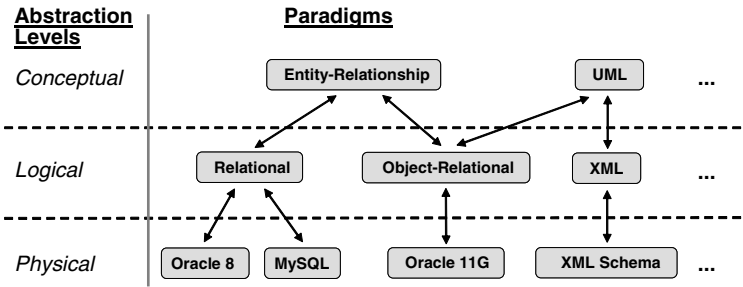 Abstraction Levels Paradigms
Conceptual Entity-Relationship UML ...
Logical Relational Object-Relational XML ...
Physical Oracle 8 MySQL Oracle 11G XML Schema ...